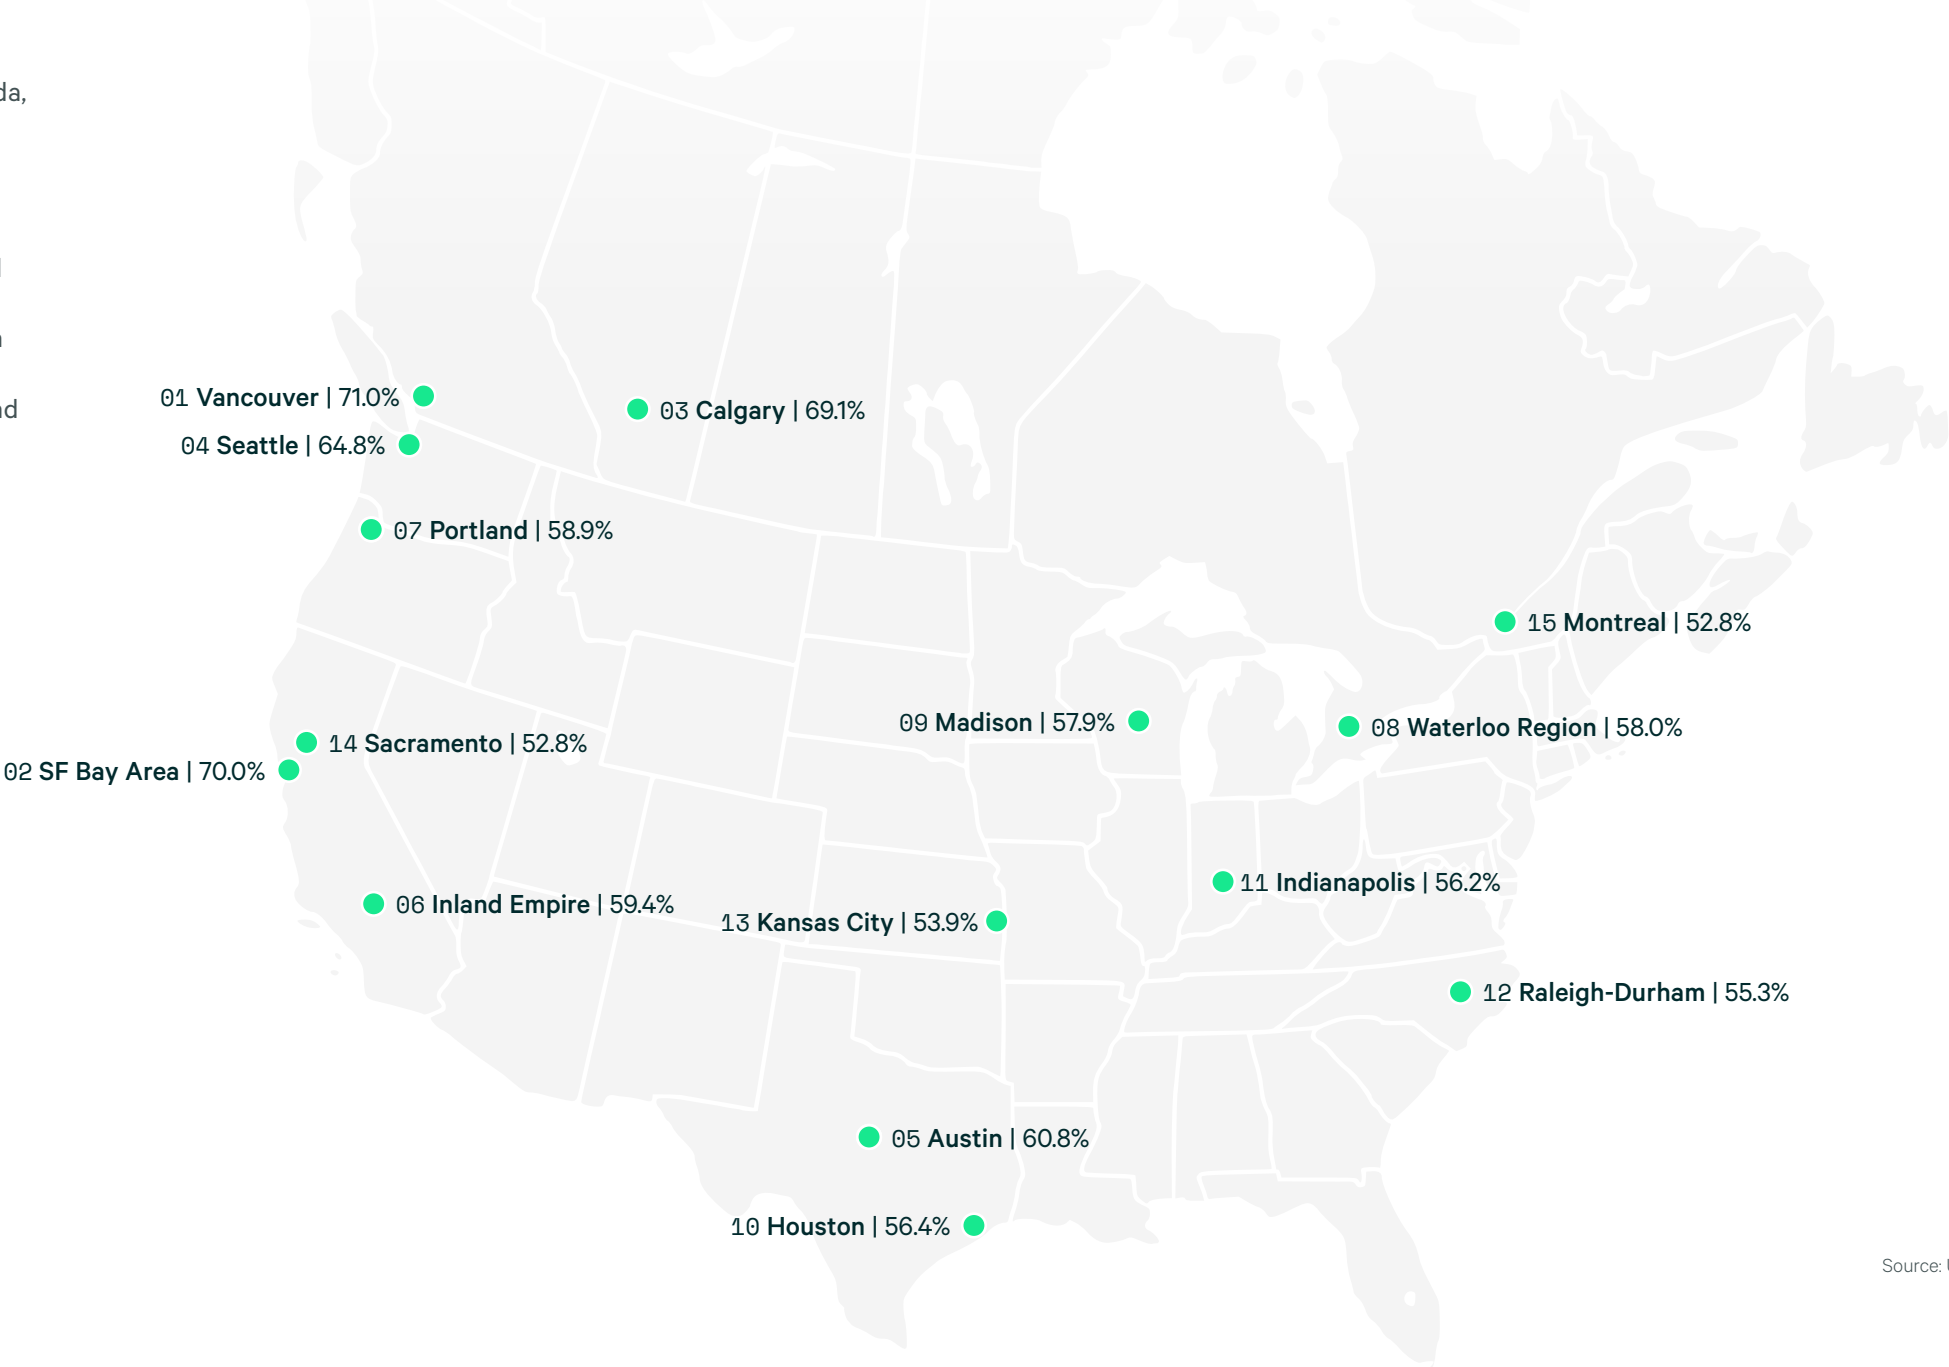 da,
nd
01 Vancouver | 71.0%
03 Calgary | 69.1%
04 Seattle | 64.8%
07 Portland | 58.9%
15 Montreal | 52.8%
09 Madison | 57.9%
08 Waterloo Region | 58.0%
14 Sacramento | 52.8%
02 SF Bay Area | 70.0%
11 Indianapolis | 56.2%
06 Inland Empire | 59.4%
13 Kansas City | 53.9%
12 Raleigh-Durham | 55.3%
05 Austin | 60.8%
10 Houston | 56.4%
Source: